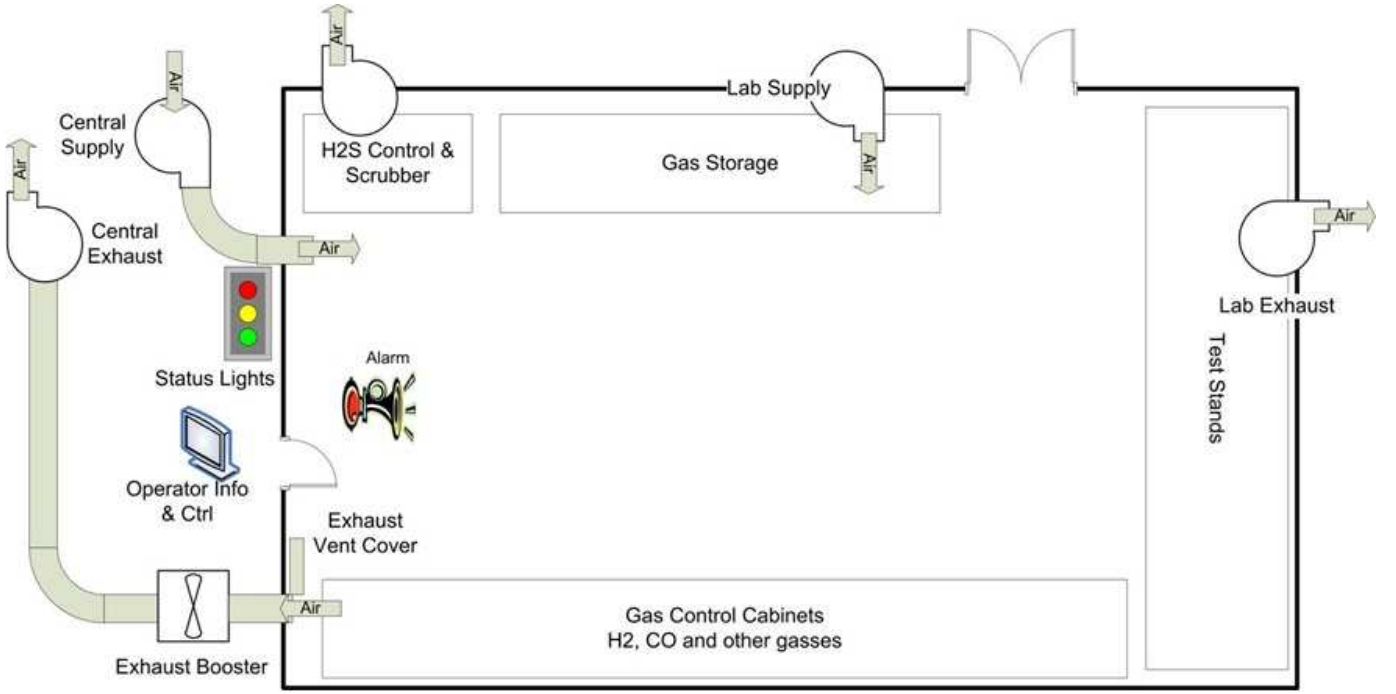 Air
Air
Air
Central
Supply
Lab Supply
H2S Control &
Scrubber
Gas Storage
Air
Air
Central
Exhaust
Air
Air
Lab Exhaust
Status Lights
Alarm
Test Stands
Operator Info
& Ctrl
Exhaust
Vent Cover
Air
Gas Control Cabinets
H2, CO and other gasses
Exhaust Booster